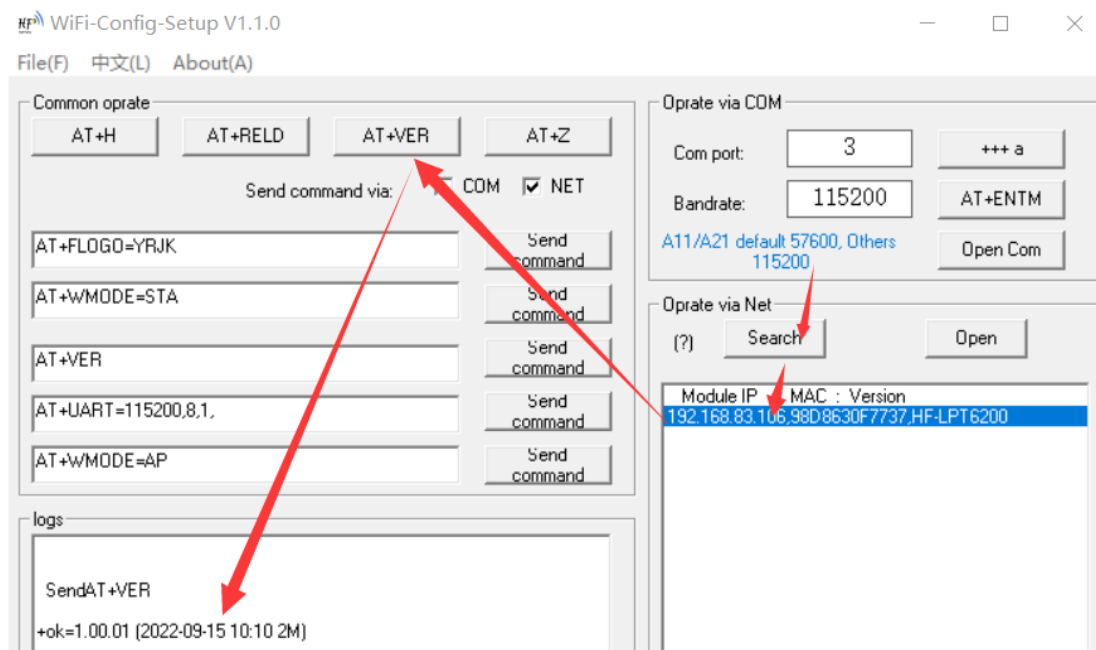 HF WiFi-Config-Setup V1.1.0
File(F) 中文(L) About(A)
Common oprate
AT+H AT+RELD AT+VER AT+Z
Send command via: COM NET
AT+FLOGO=YRJK Send command
AT+WMODE=STA Send command
AT+VER Send command
AT+UART=115200,8,1, Send command
AT+WMODE=AP Send command
logs
SendAT+VER
+ok=1.00.01 (2022-09-15 10:10 2M)
Oprate via COM
Com port: 3 +++ a
Bandrate: 115200 AT+ENTM
A11/A21 default 57600, Others
115200
Open Com
Oprate via Net
(?) Search Open
Module IP MAC : Version
192.168.83.106,98D8630F7737,HF-LPT6200